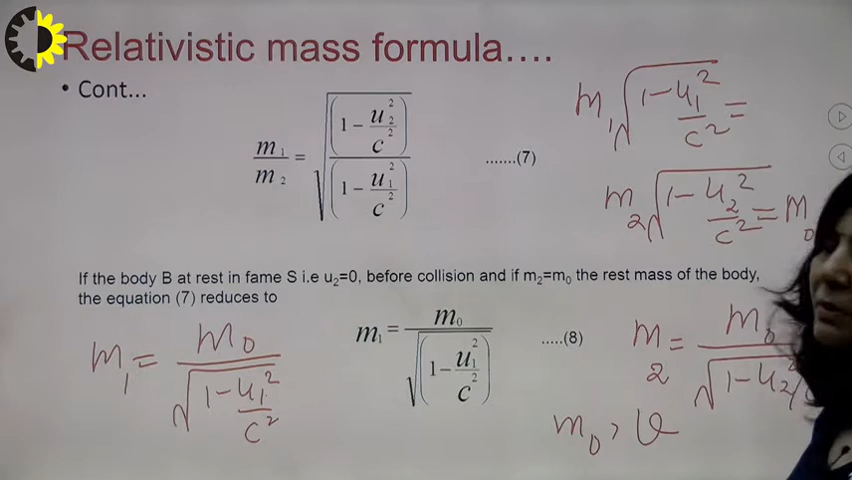 Relativistic mass formula....
• Cont...
m₁/m₂ = √((1 − u₂²/c²)/(1 − u₁²/c²)) .......(7)
m₁√(1−u₁²/c²) =
m₂√(1−u₂²/c²) = m₀
If the body B at rest in fame S i.e u₂=0, before collision and if m₂=m₀ the rest mass of the body,
the equation (7) reduces to
m₁ = m₀/√(1−u₁²/c²)
m₁ = m₀/√(1 − u₁²/c²) .....(8)
m₂ = m₀/√(1−u₂²/
m₀,